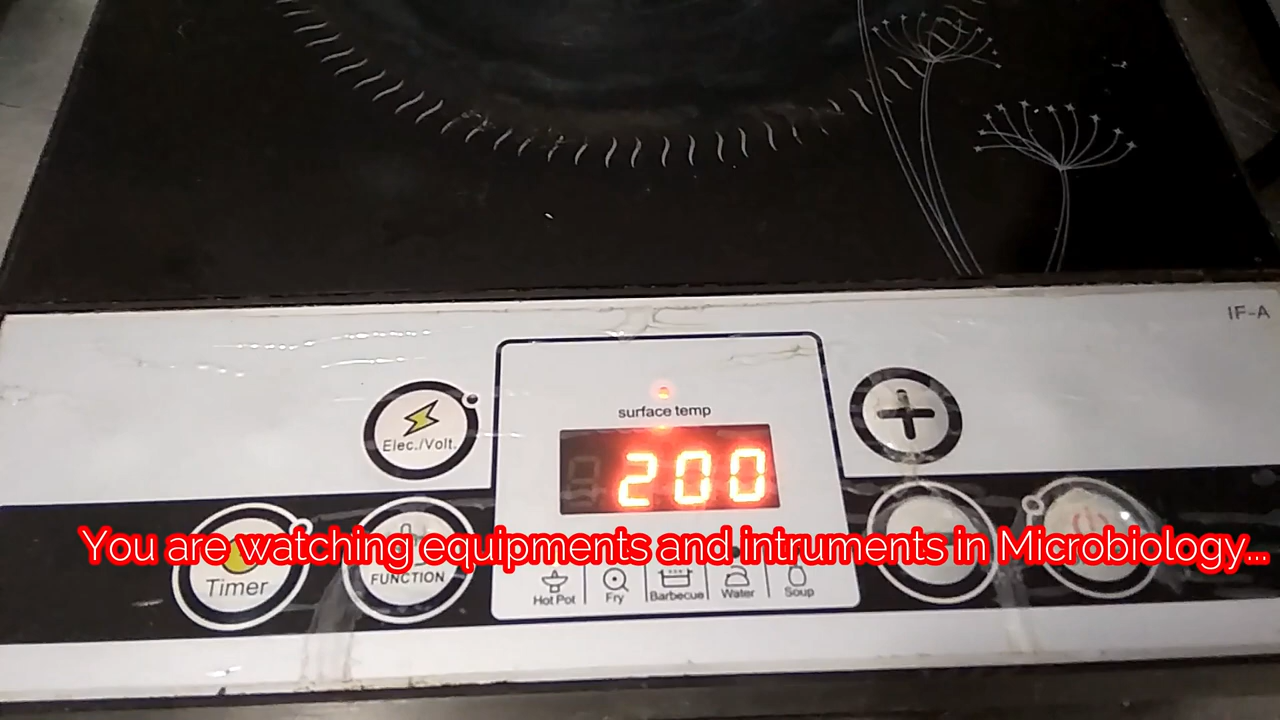 IF-A
surface temp
200
Elec./Volt.
Timer
FUNCTION
You are watching equipments and intruments in Microbiology...
Hot Pot
Fry
Barbecue
Water
Soup